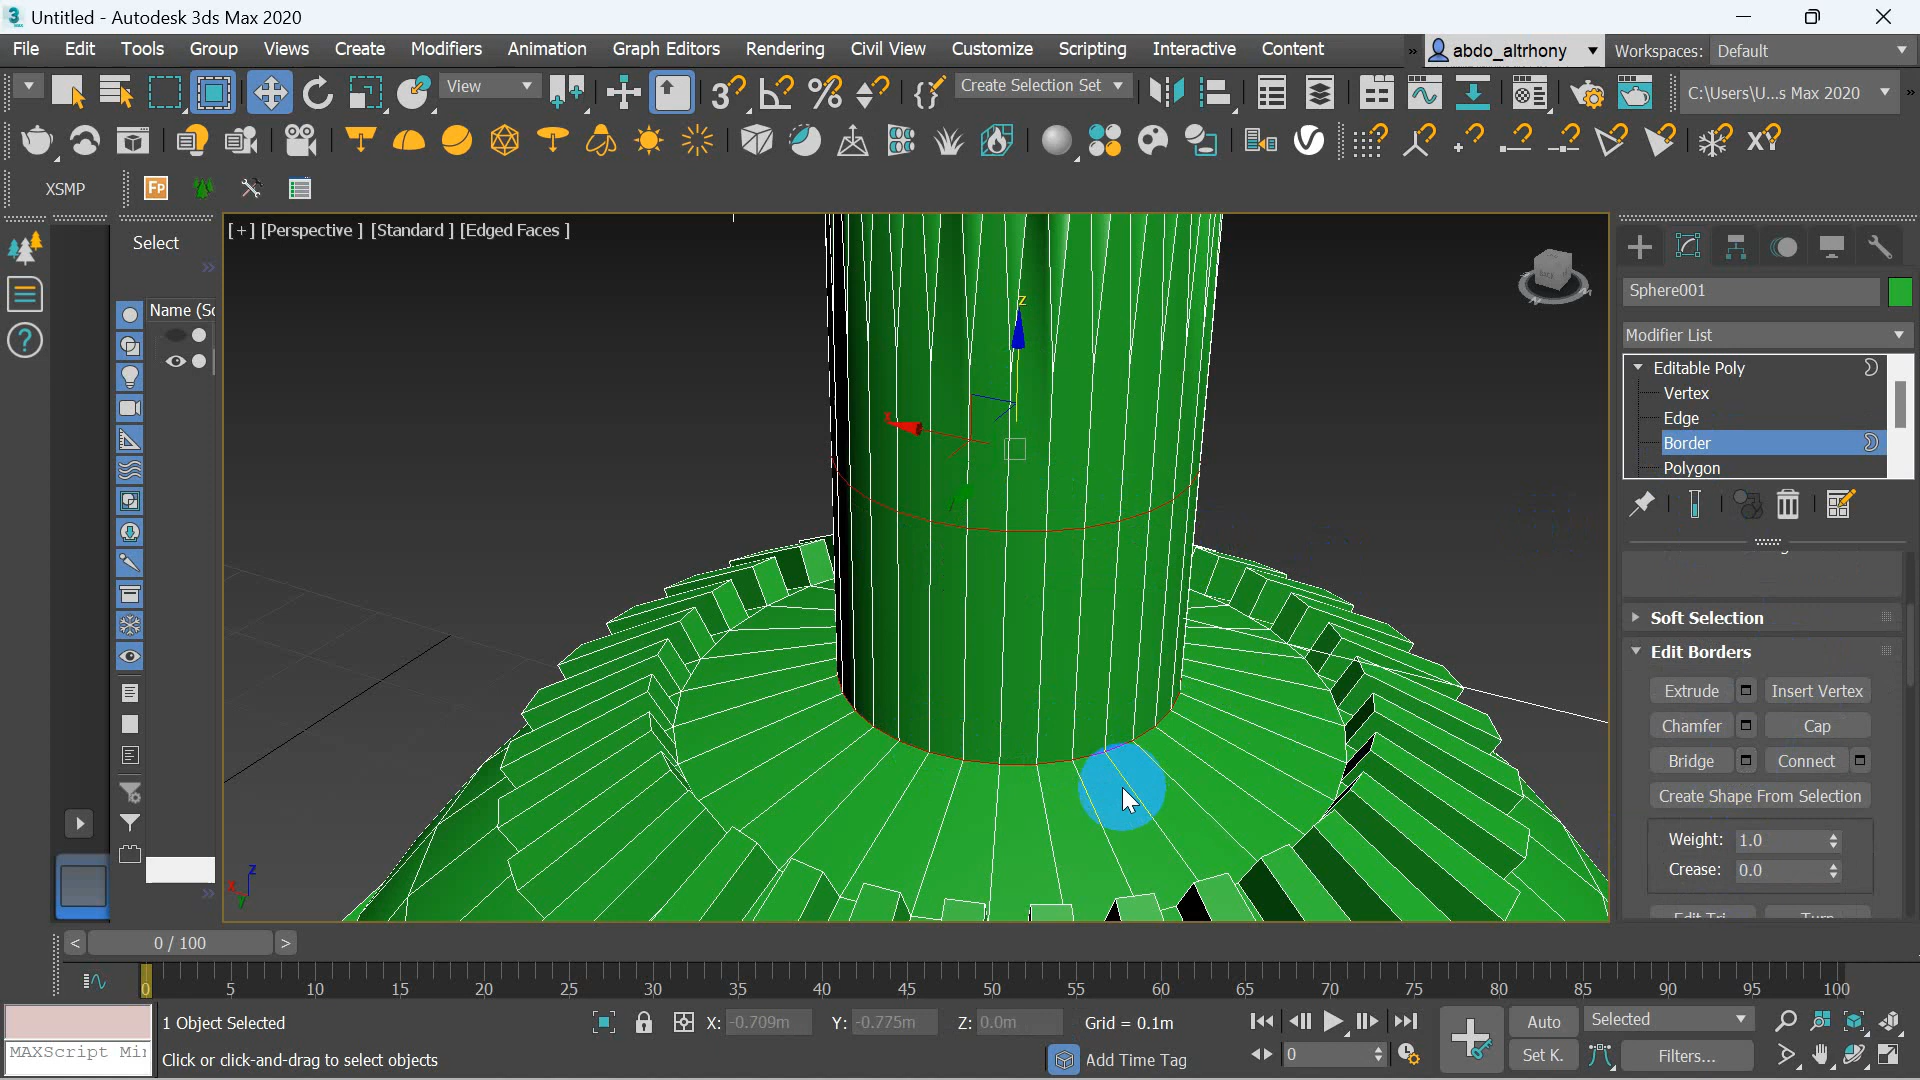 Untitled - Autodesk 3ds Max 2020
File Edit Tools Group Views Create Modifiers Animation Graph Editors Rendering Civil View Customize Scripting Interactive Content
abdo_altrhony
Workspaces: Default
View
Create Selection Set
C:\Users\U...s Max 2020
XSMP
Fp
Select
[+] [Perspective ] [Standard ] [Edged Faces ]
Name (Sc
Sphere001
Modifier List
Editable Poly
Vertex
Edge
Border
Polygon
Soft Selection
Edit Borders
Extrude Insert Vertex
Chamfer Cap
Bridge Connect
Create Shape From Selection
Weight: 1.0
Crease: 0.0
BACK
z
x
z
x
y
< 0 / 100 >
0 5 10 15 20 25 30 35 40 45 50 55 60 65 70 75 80 85 90 95 100
1 Object Selected
X: -0.709m Y: -0.775m Z: 0.0m Grid = 0.1m
Auto Selected
MAXScript Mi
Click or click-and-drag to select objects
Add Time Tag
0
Set K. Filters...